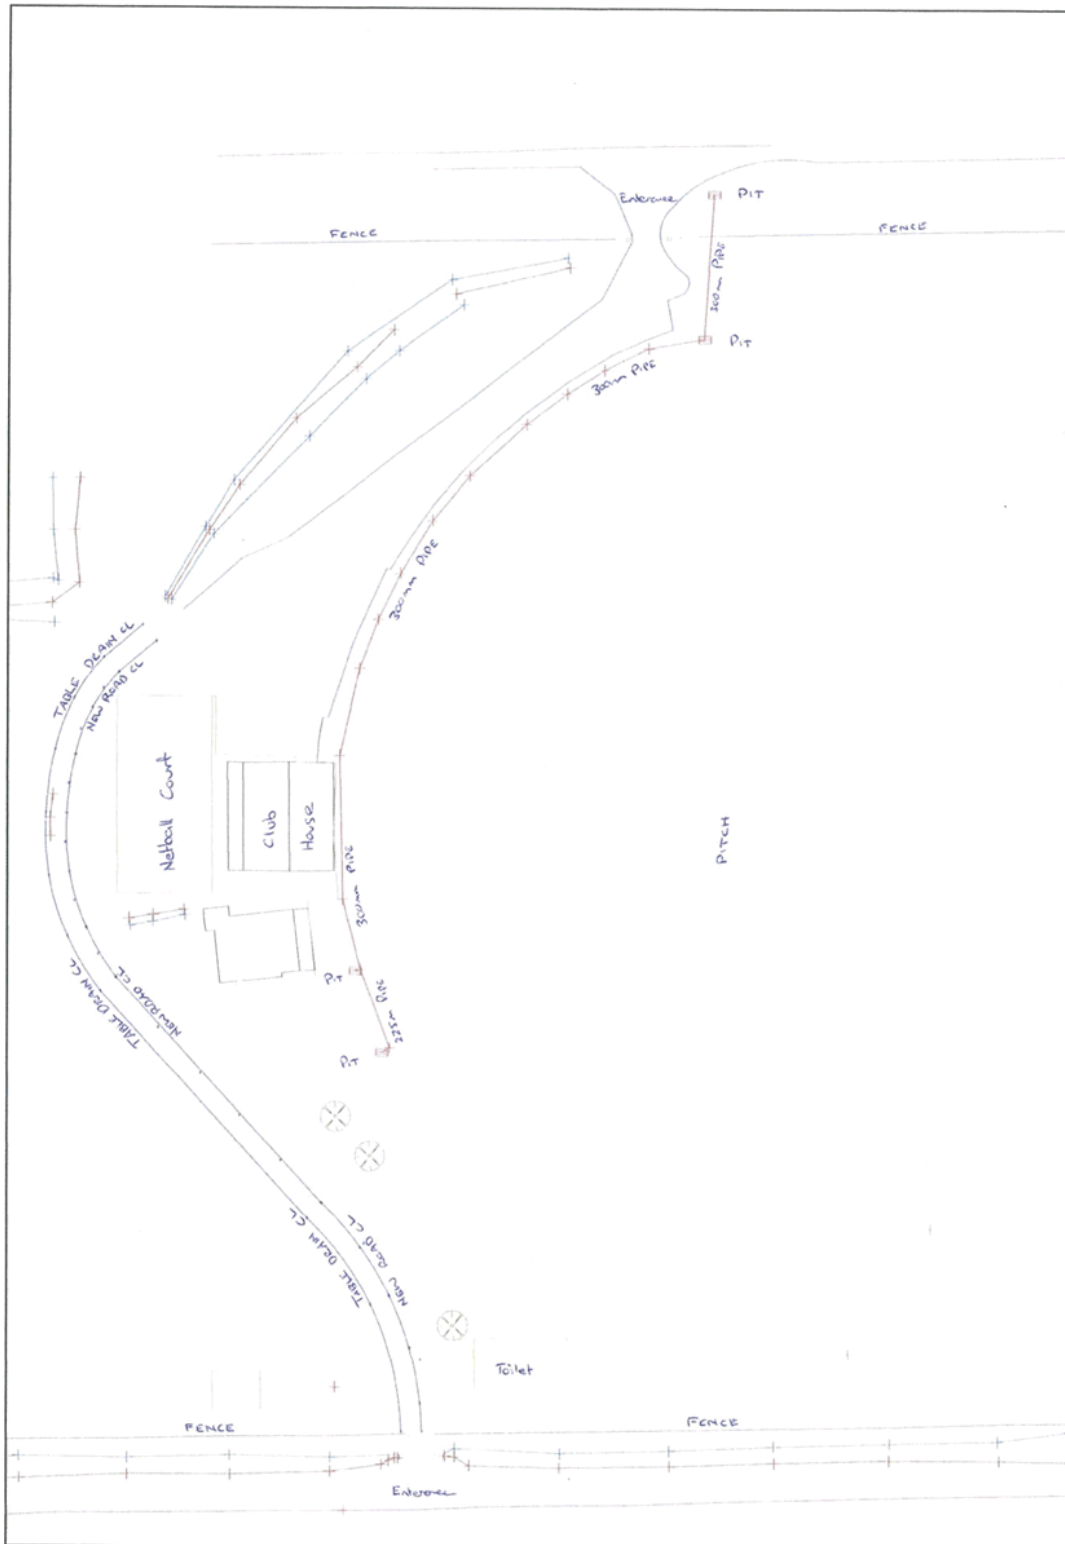 Enterance
PIT
FENCE
FENCE
300mm PIPE
PIT
300mm PIPE
300mm PIPE
TABLE DRAIN CL
NEW ROAD CL
Netball Court
Club
House
PITCH
300mm PIPE
PIT
225mm PIPE
PIT
TABLE DRAIN CL
NEW ROAD CL
TABLE DRAIN CL
NEW ROAD CL
Toilet
FENCE
FENCE
Enterence